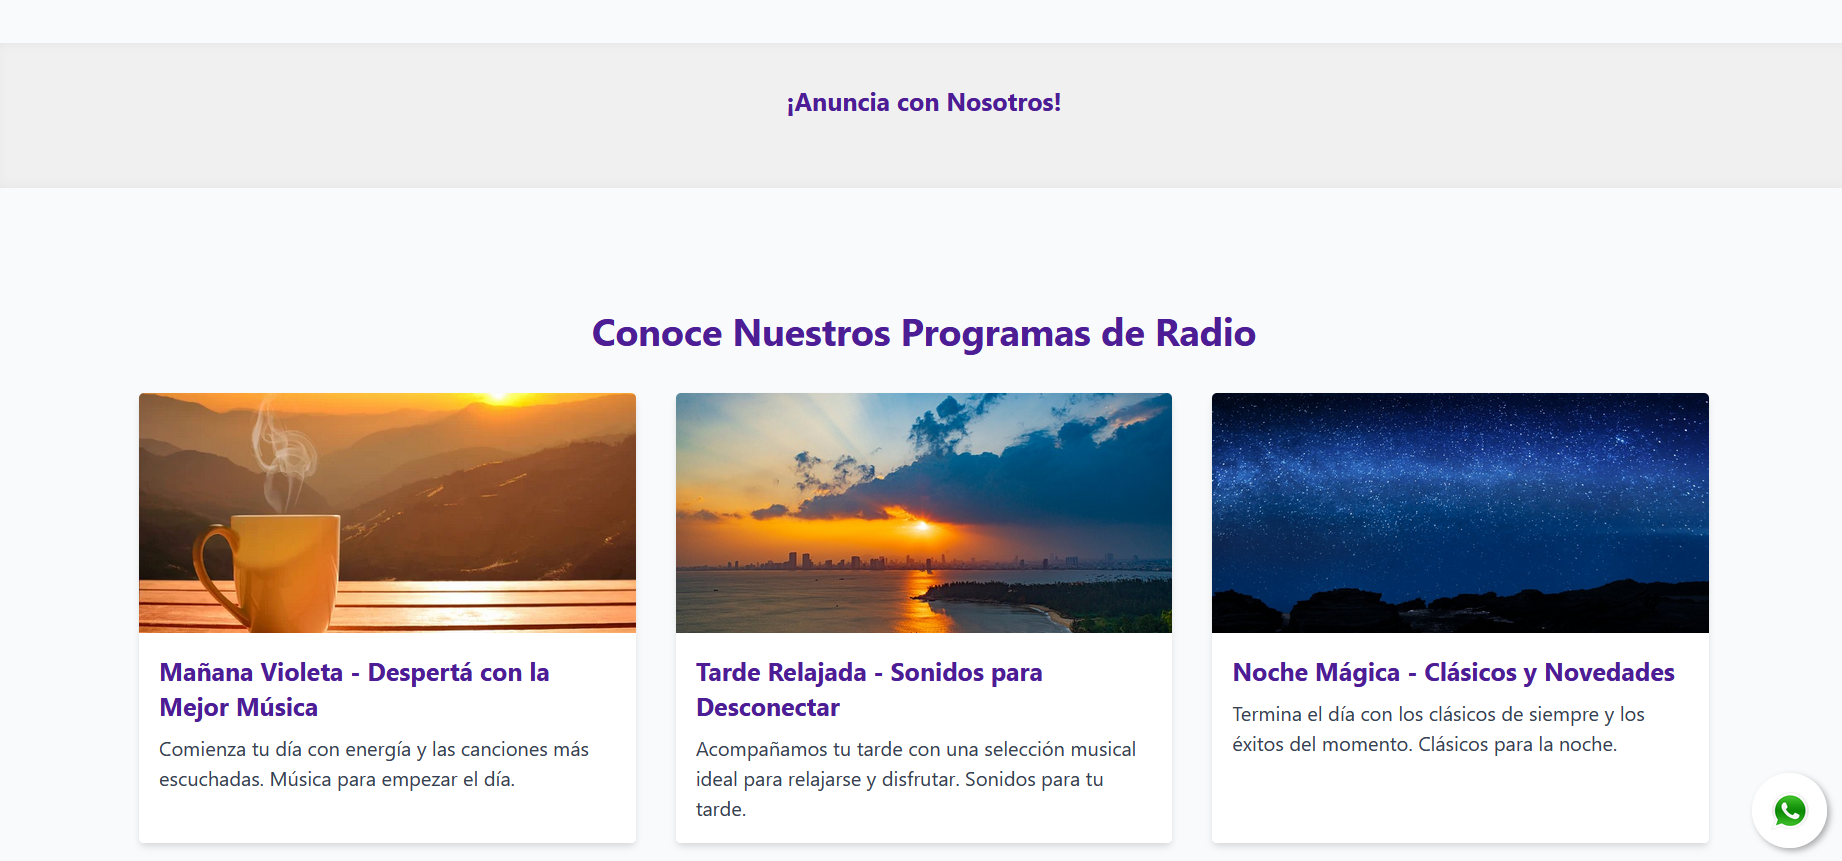 ¡Anuncia con Nosotros!
Conoce Nuestros Programas de Radio
Mañana Violeta - Despertá con la
Mejor Música
Comienza tu día con energía y las canciones más
escuchadas. Música para empezar el día.
Tarde Relajada - Sonidos para
Desconectar
Acompañamos tu tarde con una selección musical
ideal para relajarse y disfrutar. Sonidos para tu
tarde.
Noche Mágica - Clásicos y Novedades
Termina el día con los clásicos de siempre y los
éxitos del momento. Clásicos para la noche.